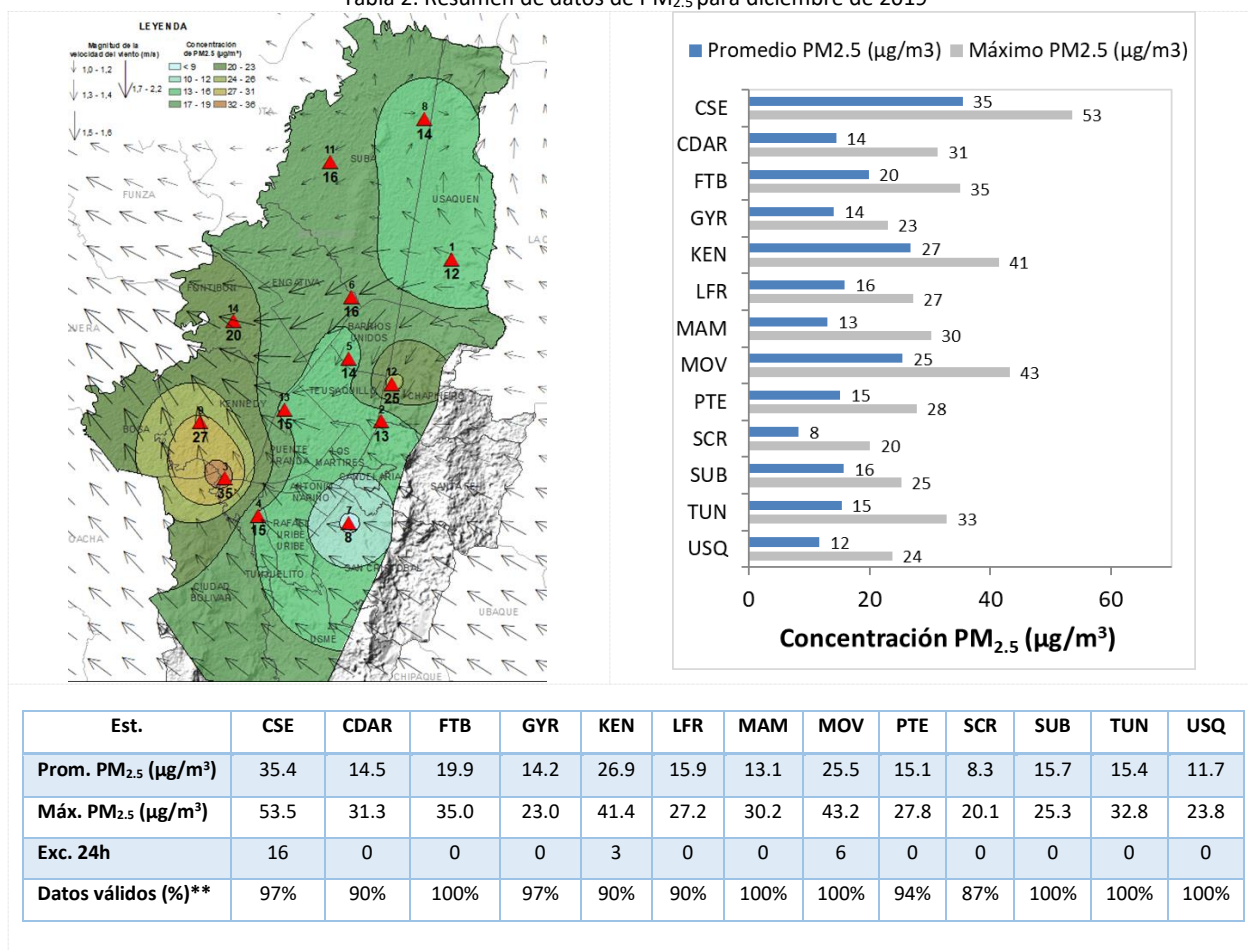 Tabla 2. Resumen de datos de PM2.5 para diciembre de 2019
LEYENDA
Magnitud de la
velocidad del viento (m/s)
1,0 - 1,2
1,3 - 1,4
1,5 - 1,6
1,7 - 2,2
Concentración
de PM2.5 (µg/m³)
< 9
10 - 12
13 - 16
17 - 19
20 - 23
24 - 26
27 - 31
32 - 36
8
14
11
16
SUBA
USAQUEN
FUNZA
1
12
LA C
FONTIBON
ENGATIVA
6
16
14
20
BARRIOS
UNIDOS
5
14
TEUSAQUILLO
12
25
CHAPINERO
KENNEDY
13
15
2
13
9
27
BOSA
PUENTE
ARANDA
LOS
MARTIRES
CANDELARIA
SANTA FE
3
35
ANTONIO
NARIÑO
4
15
RAFAEL
URIBE
URIBE
7
8
SAN CRISTOBAL
OACHA
TUNJUELITO
CIUDAD
BOLIVAR
USME
UBAQUE
CHIPAQUE
Promedio PM2.5 (µg/m3) Máximo PM2.5 (µg/m3)
CSE 35 53
CDAR 14 31
FTB 20 35
GYR 14 23
KEN 27 41
LFR 16 27
MAM 13 30
MOV 25 43
PTE 15 28
SCR 8 20
SUB 16 25
TUN 15 33
USQ 12 24
0 20 40 60
Concentración PM2.5 (µg/m³)
Est. CSE CDAR FTB GYR KEN LFR MAM MOV PTE SCR SUB TUN USQ
Prom. PM2.5 (µg/m³) 35.4 14.5 19.9 14.2 26.9 15.9 13.1 25.5 15.1 8.3 15.7 15.4 11.7
Máx. PM2.5 (µg/m³) 53.5 31.3 35.0 23.0 41.4 27.2 30.2 43.2 27.8 20.1 25.3 32.8 23.8
Exc. 24h 16 0 0 0 3 0 0 6 0 0 0 0 0
Datos válidos (%)** 97% 90% 100% 97% 90% 90% 100% 100% 94% 87% 100% 100% 100%